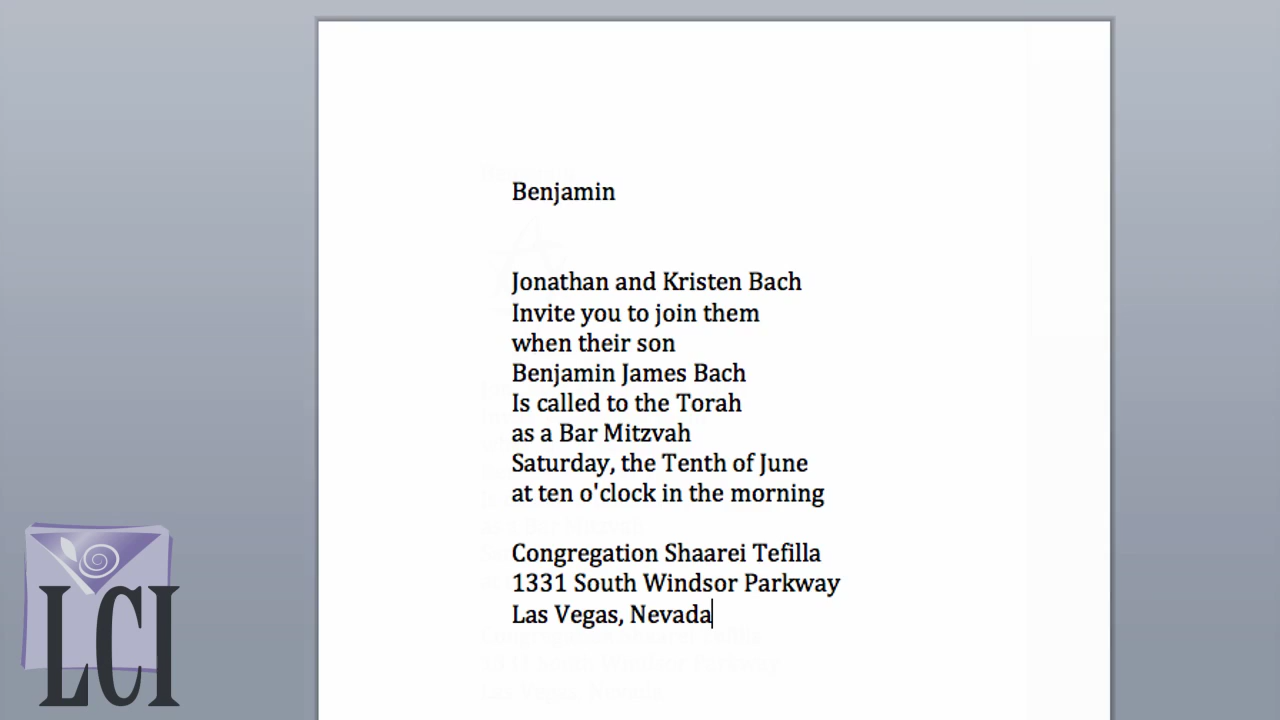 Benjamin
Jonathan and Kristen Bach
Invite you to join them
when their son
Benjamin James Bach
Is called to the Torah
as a Bar Mitzvah
Saturday, the Tenth of June
at ten o'clock in the morning
Congregation Shaarei Tefilla
1331 South Windsor Parkway
Las Vegas, Nevada
LCI